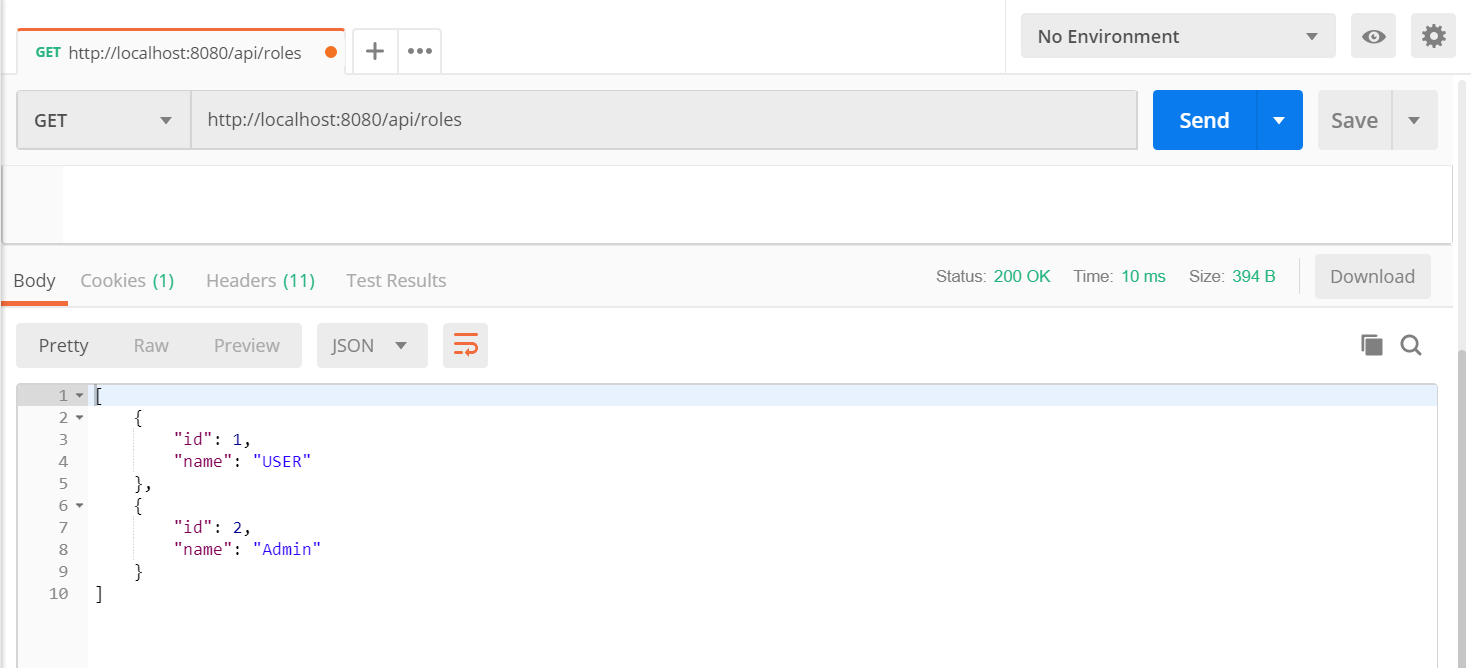 GET http://localhost:8080/api/roles
No Environment
GET http://localhost:8080/api/roles Send Save
Body Cookies (1) Headers (11) Test Results Status: 200 OK Time: 10 ms Size: 394 B Download
Pretty Raw Preview JSON
1 [
2 {
3 "id": 1,
4 "name": "USER"
5 },
6 {
7 "id": 2,
8 "name": "Admin"
9 }
10 ]